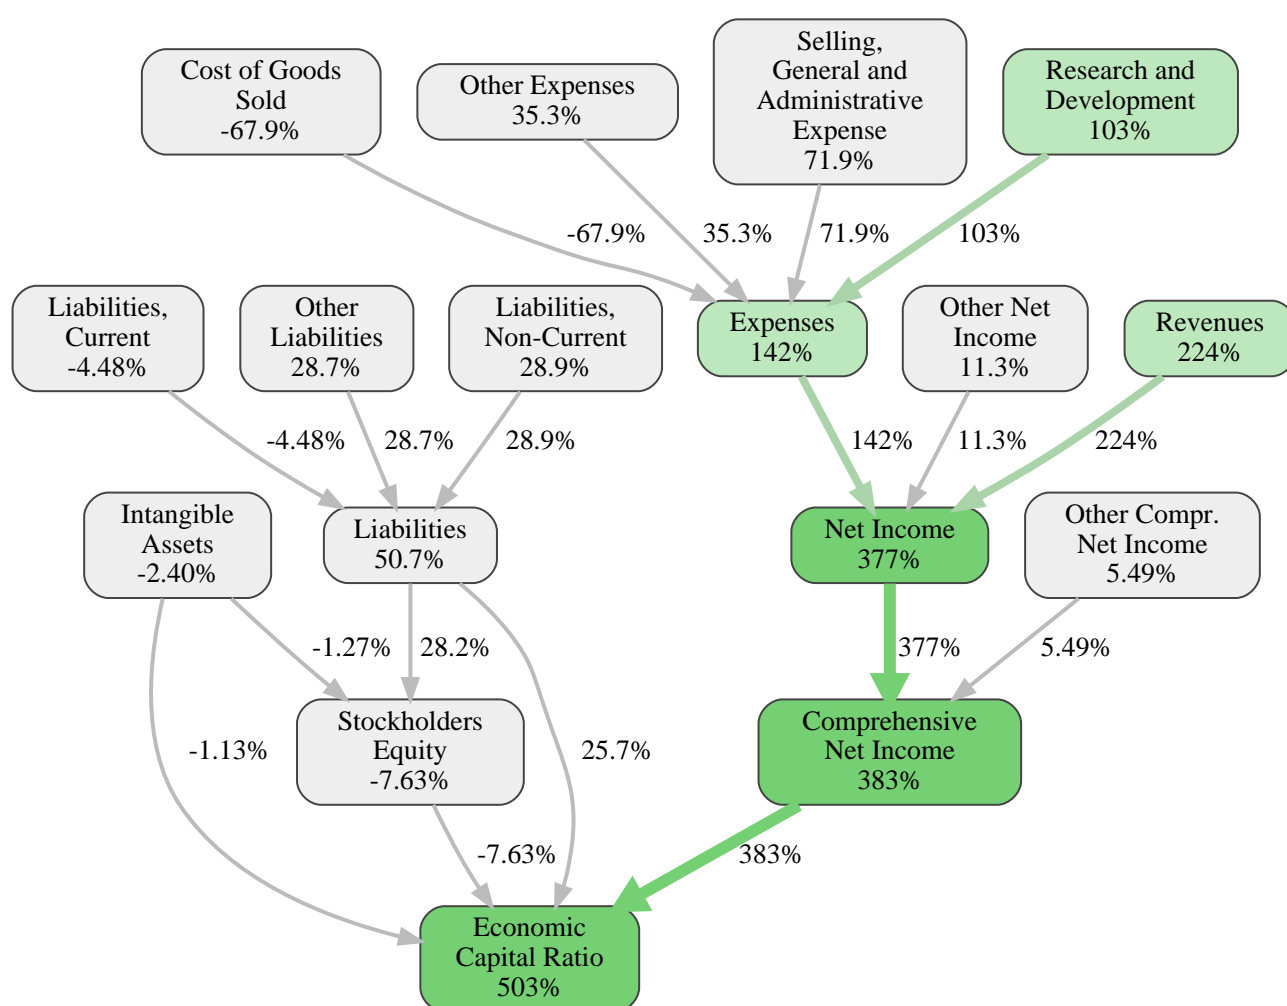 Cost of Goods
Sold
-67.9%
Other Expenses
35.3%
Selling,
General and
Administrative
Expense
71.9%
Research and
Development
103%
-67.9%
35.3%
71.9%
103%
Liabilities,
Current
-4.48%
Other
Liabilities
28.7%
Liabilities,
Non-Current
28.9%
Expenses
142%
Other Net
Income
11.3%
Revenues
224%
-4.48%
28.7%
28.9%
142%
11.3%
224%
Intangible
Assets
-2.40%
Liabilities
50.7%
Net Income
377%
Other Compr.
Net Income
5.49%
-1.27%
28.2%
377%
5.49%
Stockholders
Equity
-7.63%
Comprehensive
Net Income
383%
-1.13%
25.7%
-7.63%
383%
Economic
Capital Ratio
503%